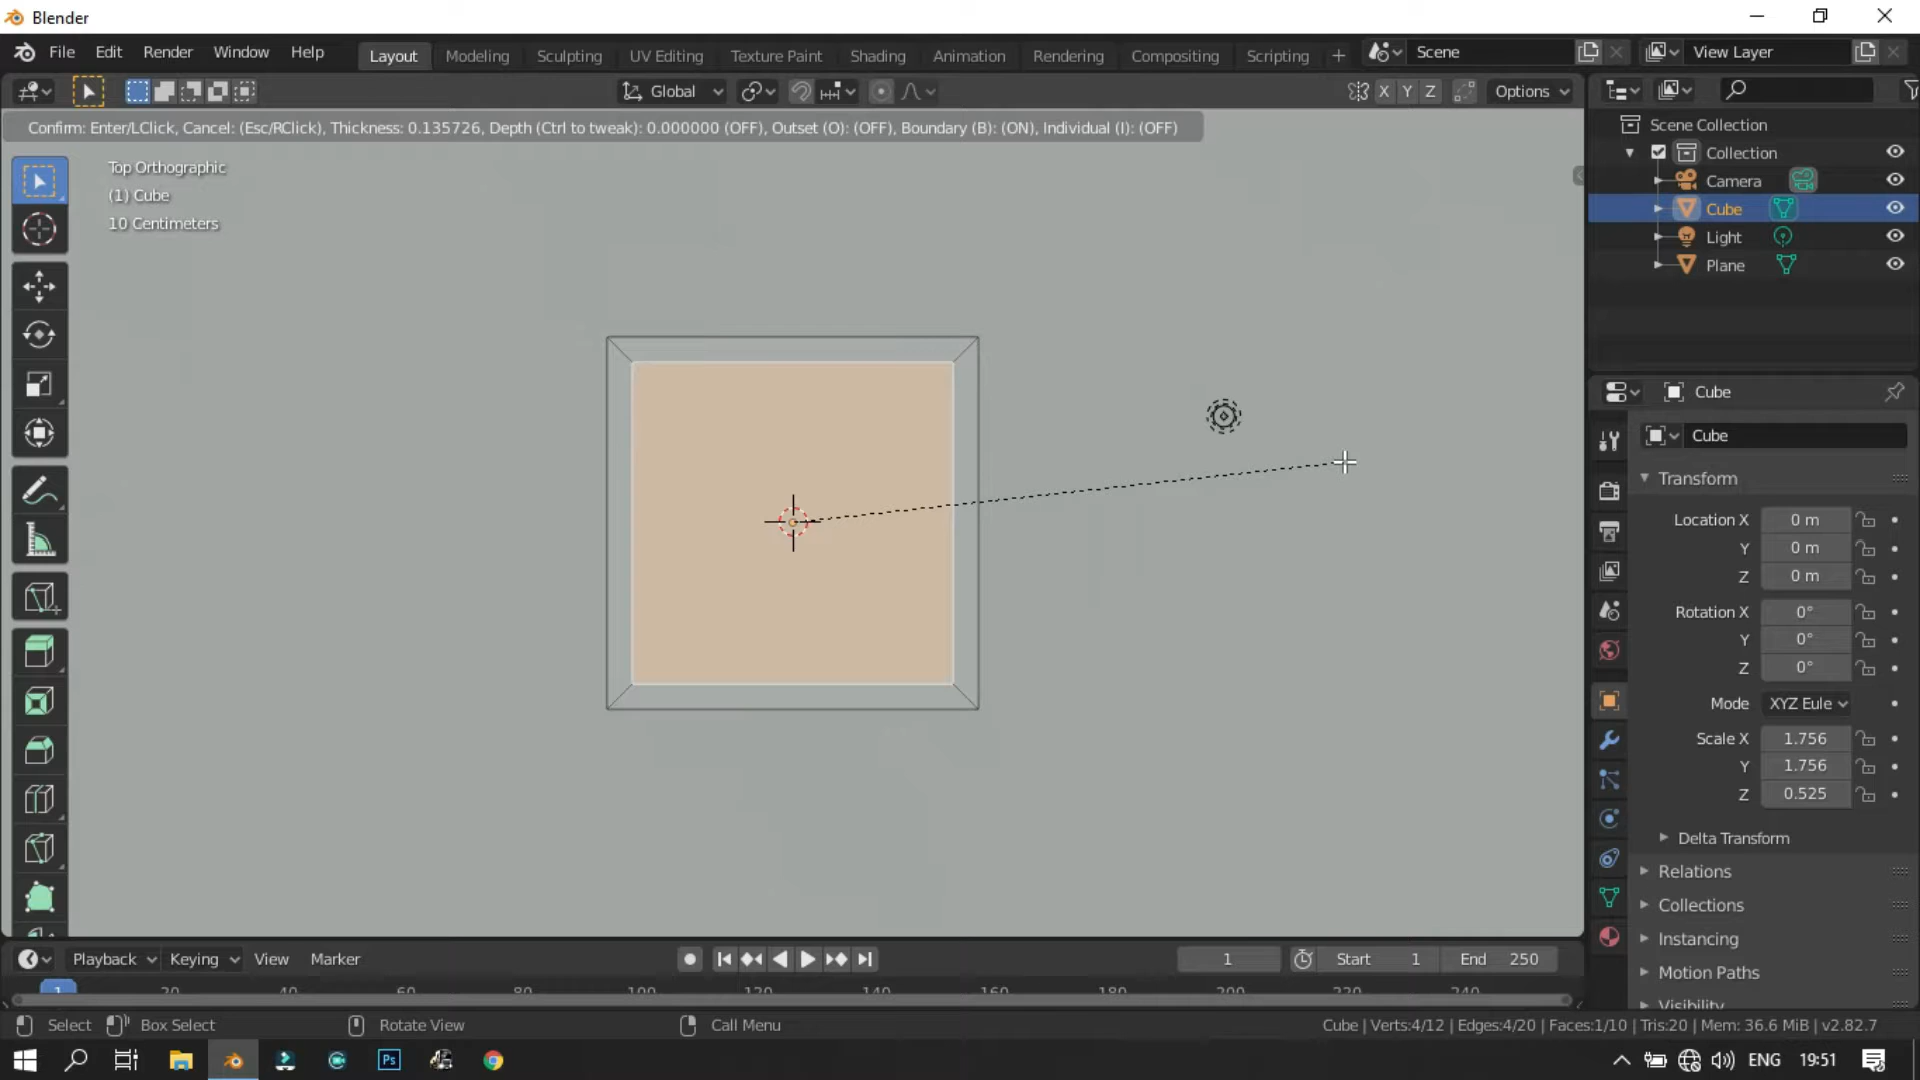 Blender
File Edit Render Window Help Layout Modeling Sculpting UV Editing Texture Paint Shading Animation Rendering Compositing Scripting + Scene View Layer
Global X Y Z Options
Confirm: Enter/LClick, Cancel: (Esc/RClick), Thickness: 0.135726, Depth (Ctrl to tweak): 0.000000 (OFF), Outset (O): (OFF), Boundary (B): (ON), Individual (I): (OFF)
Top Orthographic
(1) Cube
10 Centimeters
Scene Collection
Collection
Camera
Cube
Light
Plane
Cube
Cube
Transform
Location X 0 m
Y 0 m
Z 0 m
Rotation X 0°
Y 0°
Z 0°
Mode XYZ Eule
Scale X 1.756
Y 1.756
Z 0.525
Delta Transform
Relations
Collections
Instancing
Motion Paths
Visibility
Playback Keying View Marker 1 Start 1 End 250
1 20 40 60 80 100 120 140 160 180 200 220 240
Select Box Select Rotate View Call Menu Cube | Verts:4/12 | Edges:4/20 | Faces:1/10 | Tris:20 | Mem: 36.6 MiB | v2.82.7
Ps ENG 19:51